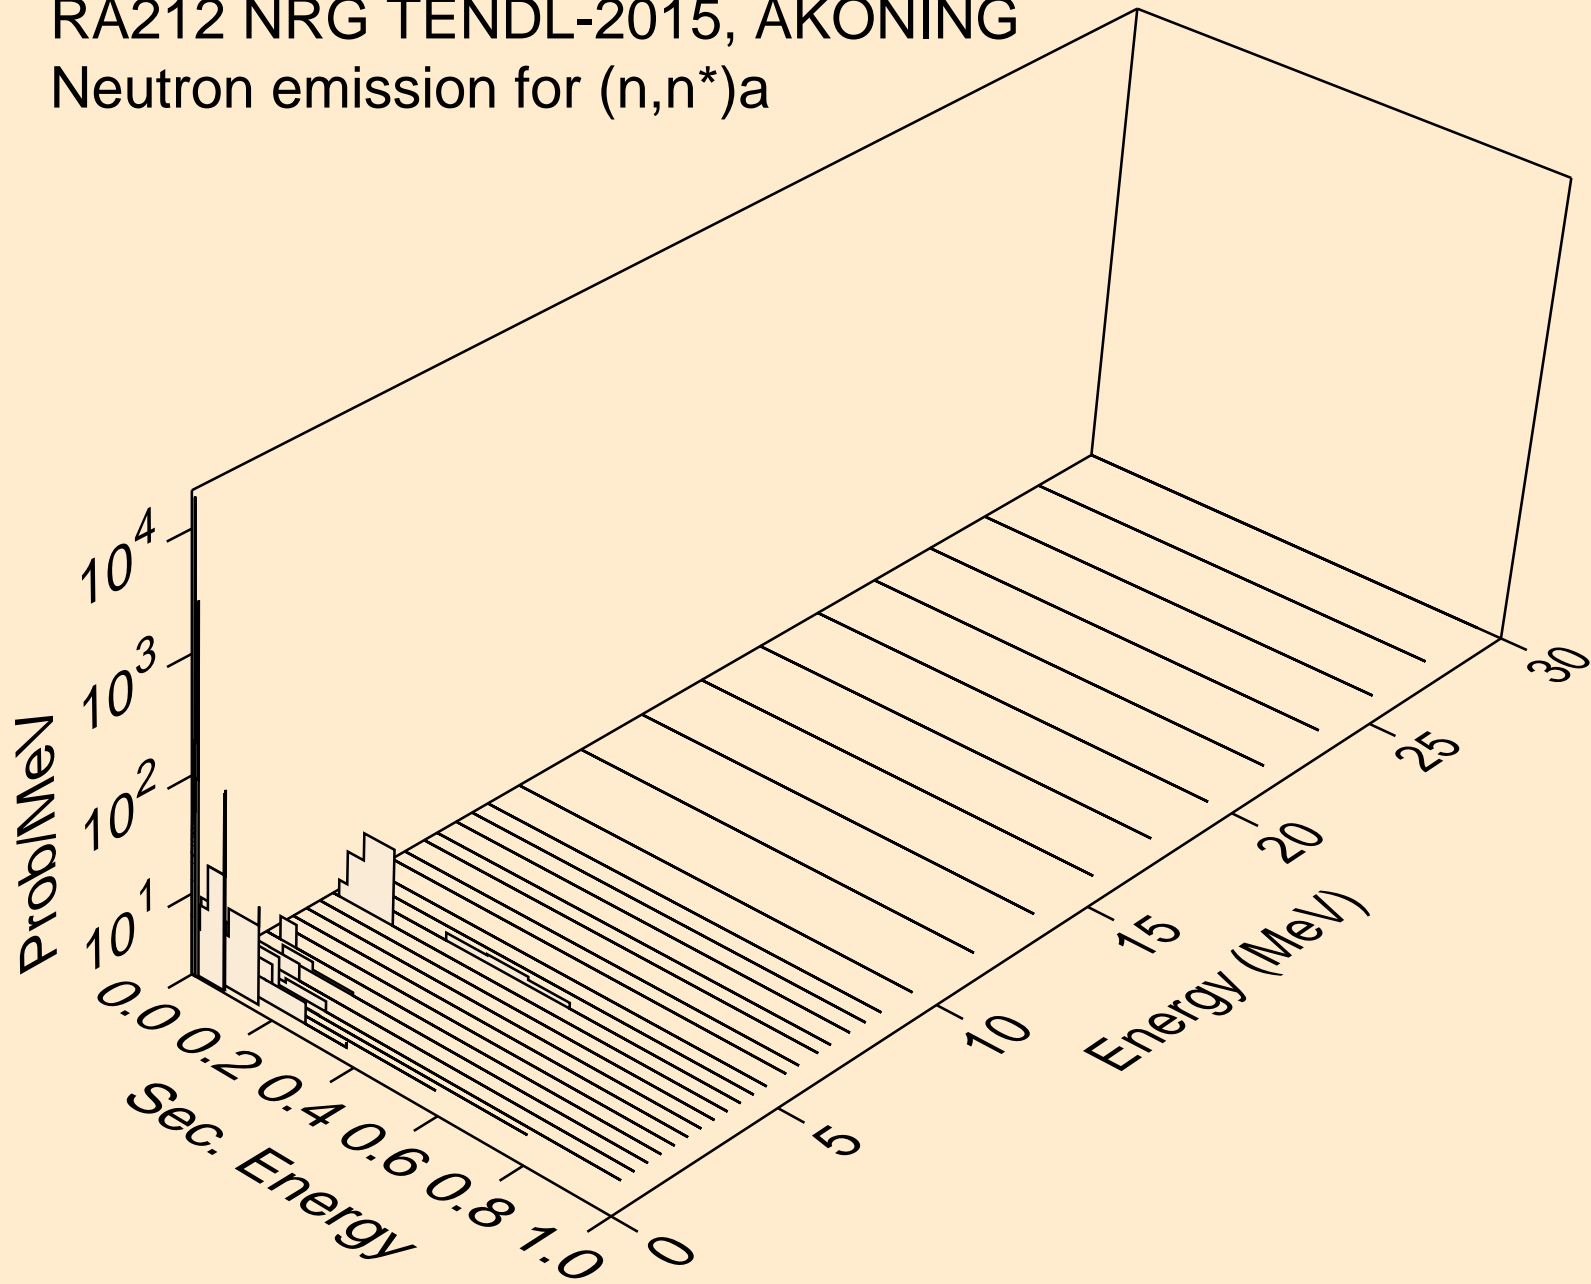 RA212 NRG TENDL-2015, AKONING
Neutron emission for (n,n*)a
10^4
10^3
10^2
10^1
Prob/MeV
0.0 0.2 0.4 0.6 0.8 1.0
Sec. Energy
0 5 10 15 20 25 30
Energy (MeV)